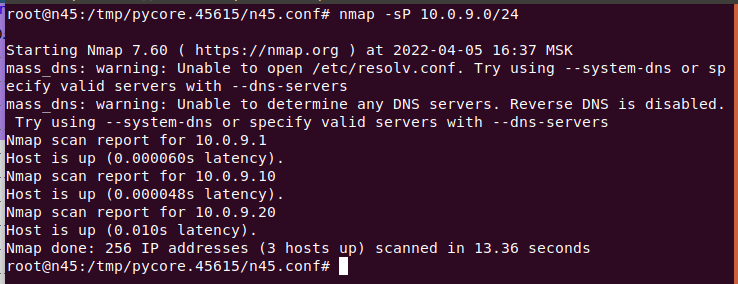 root@n45:/tmp/pycore.45615/n45.conf# nmap -sP 10.0.9.0/24
Starting Nmap 7.60 ( https://nmap.org ) at 2022-04-05 16:37 MSK
mass_dns: warning: Unable to open /etc/resolv.conf. Try using --system-dns or sp
ecify valid servers with --dns-servers
mass_dns: warning: Unable to determine any DNS servers. Reverse DNS is disabled.
 Try using --system-dns or specify valid servers with --dns-servers
Nmap scan report for 10.0.9.1
Host is up (0.000060s latency).
Nmap scan report for 10.0.9.10
Host is up (0.000048s latency).
Nmap scan report for 10.0.9.20
Host is up (0.010s latency).
Nmap done: 256 IP addresses (3 hosts up) scanned in 13.36 seconds
root@n45:/tmp/pycore.45615/n45.conf#